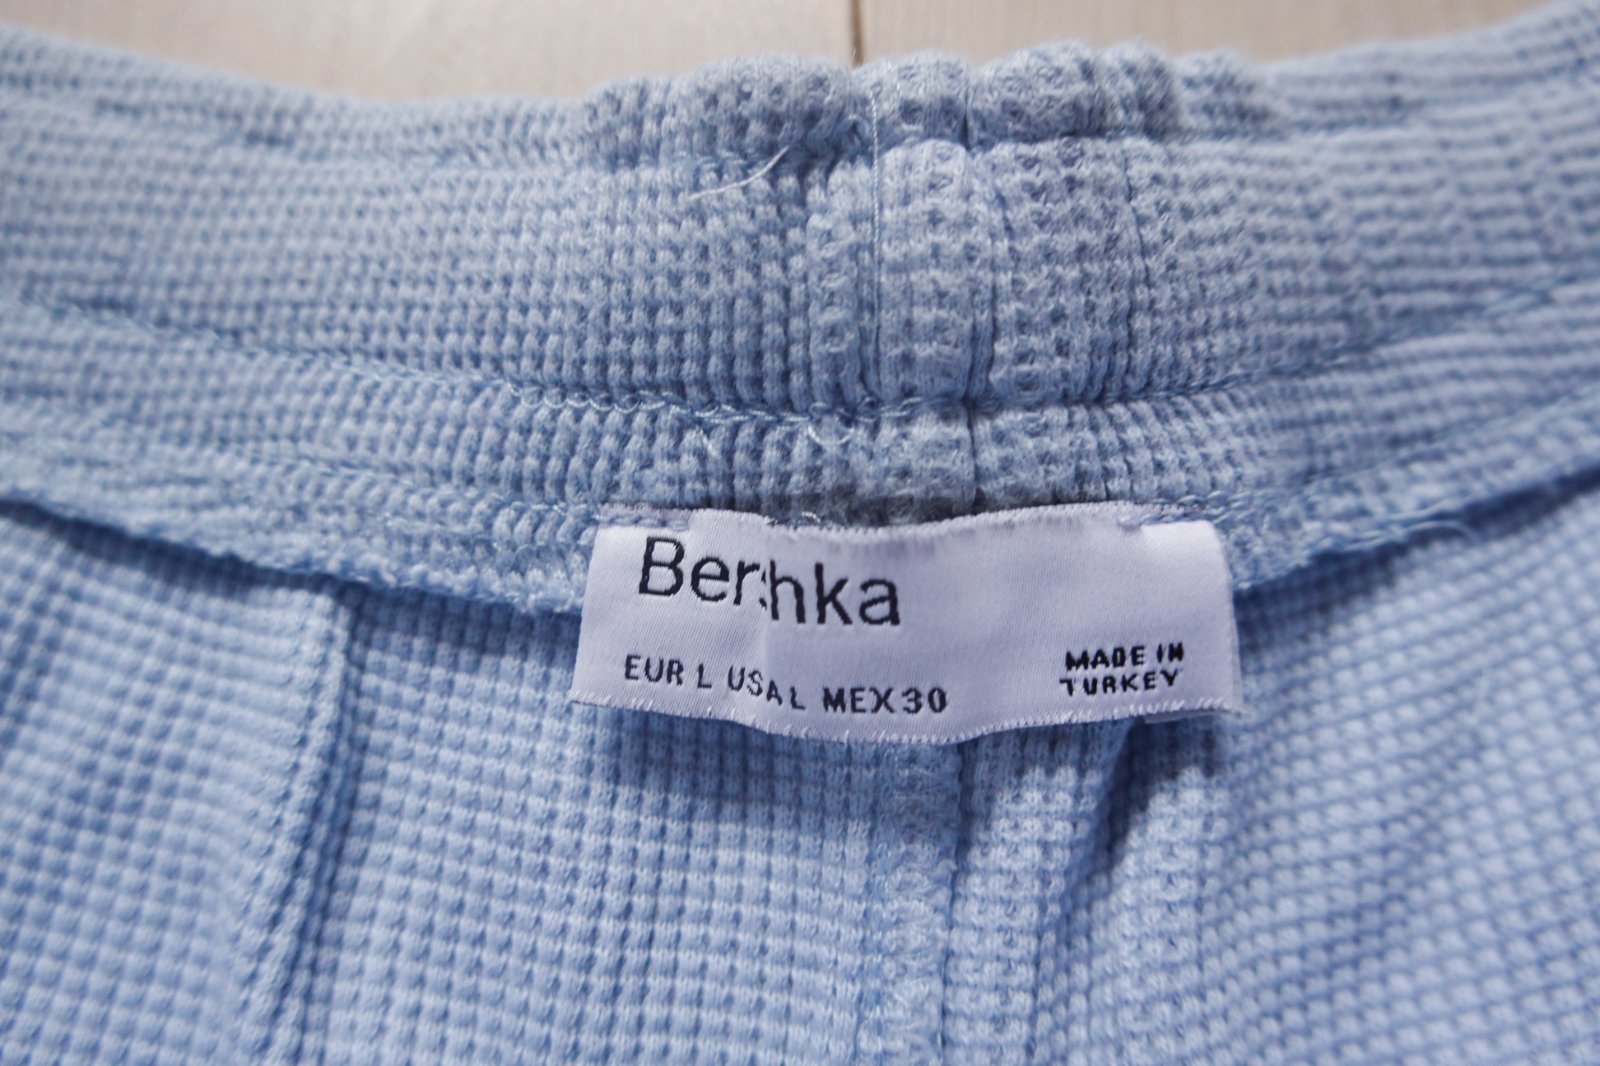 Bershka
EUR L USA L MEX 30
MADE IN
TURKEY